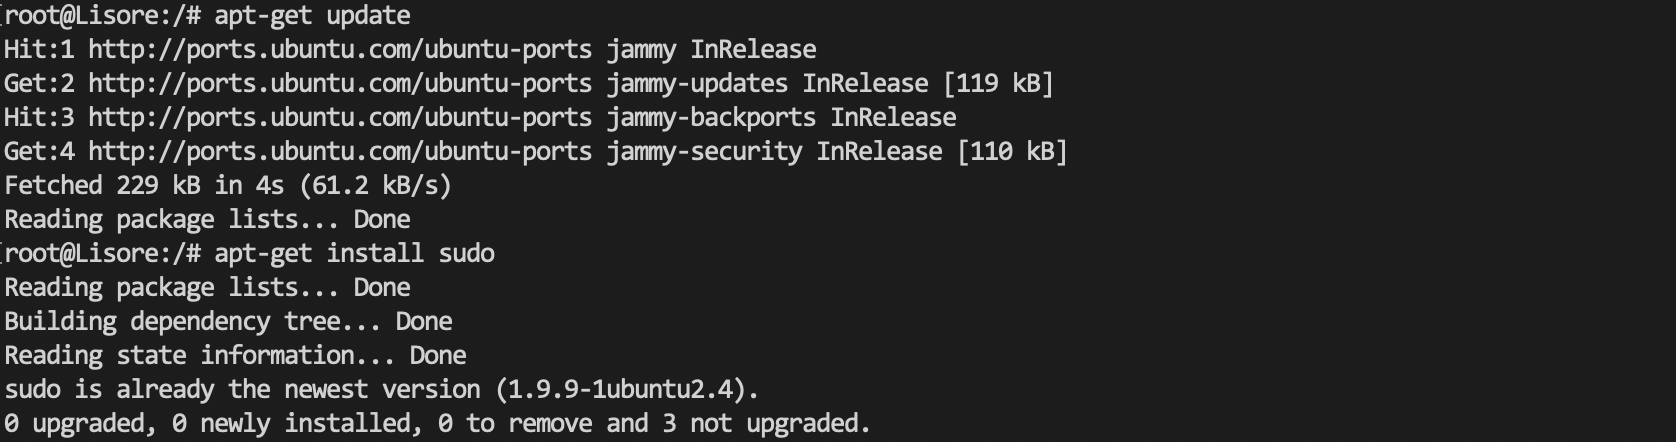 [root@Lisore:/# apt-get update
Hit:1 http://ports.ubuntu.com/ubuntu-ports jammy InRelease
Get:2 http://ports.ubuntu.com/ubuntu-ports jammy-updates InRelease [119 kB]
Hit:3 http://ports.ubuntu.com/ubuntu-ports jammy-backports InRelease
Get:4 http://ports.ubuntu.com/ubuntu-ports jammy-security InRelease [110 kB]
Fetched 229 kB in 4s (61.2 kB/s)
Reading package lists... Done
[root@Lisore:/# apt-get install sudo
Reading package lists... Done
Building dependency tree... Done
Reading state information... Done
sudo is already the newest version (1.9.9-1ubuntu2.4).
0 upgraded, 0 newly installed, 0 to remove and 3 not upgraded.